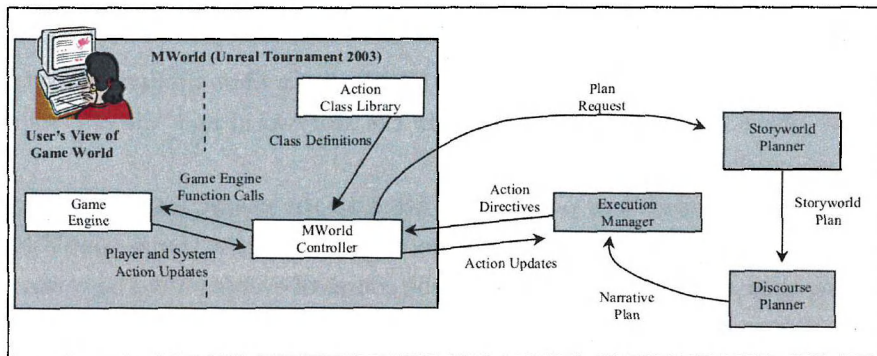 MWorld (Unreal Tournament 2003)
User's View of
Game World
Action
Class Library
Class Definitions
Plan
Request
Storyworld
Planner
Game Engine
Function Calls
Game
Engine
MWorld
Controller
Player and System
Action Updates
Action
Directives
Action Updates
Execution
Manager
Storyworld
Plan
Narrative
Plan
Discourse
Planner